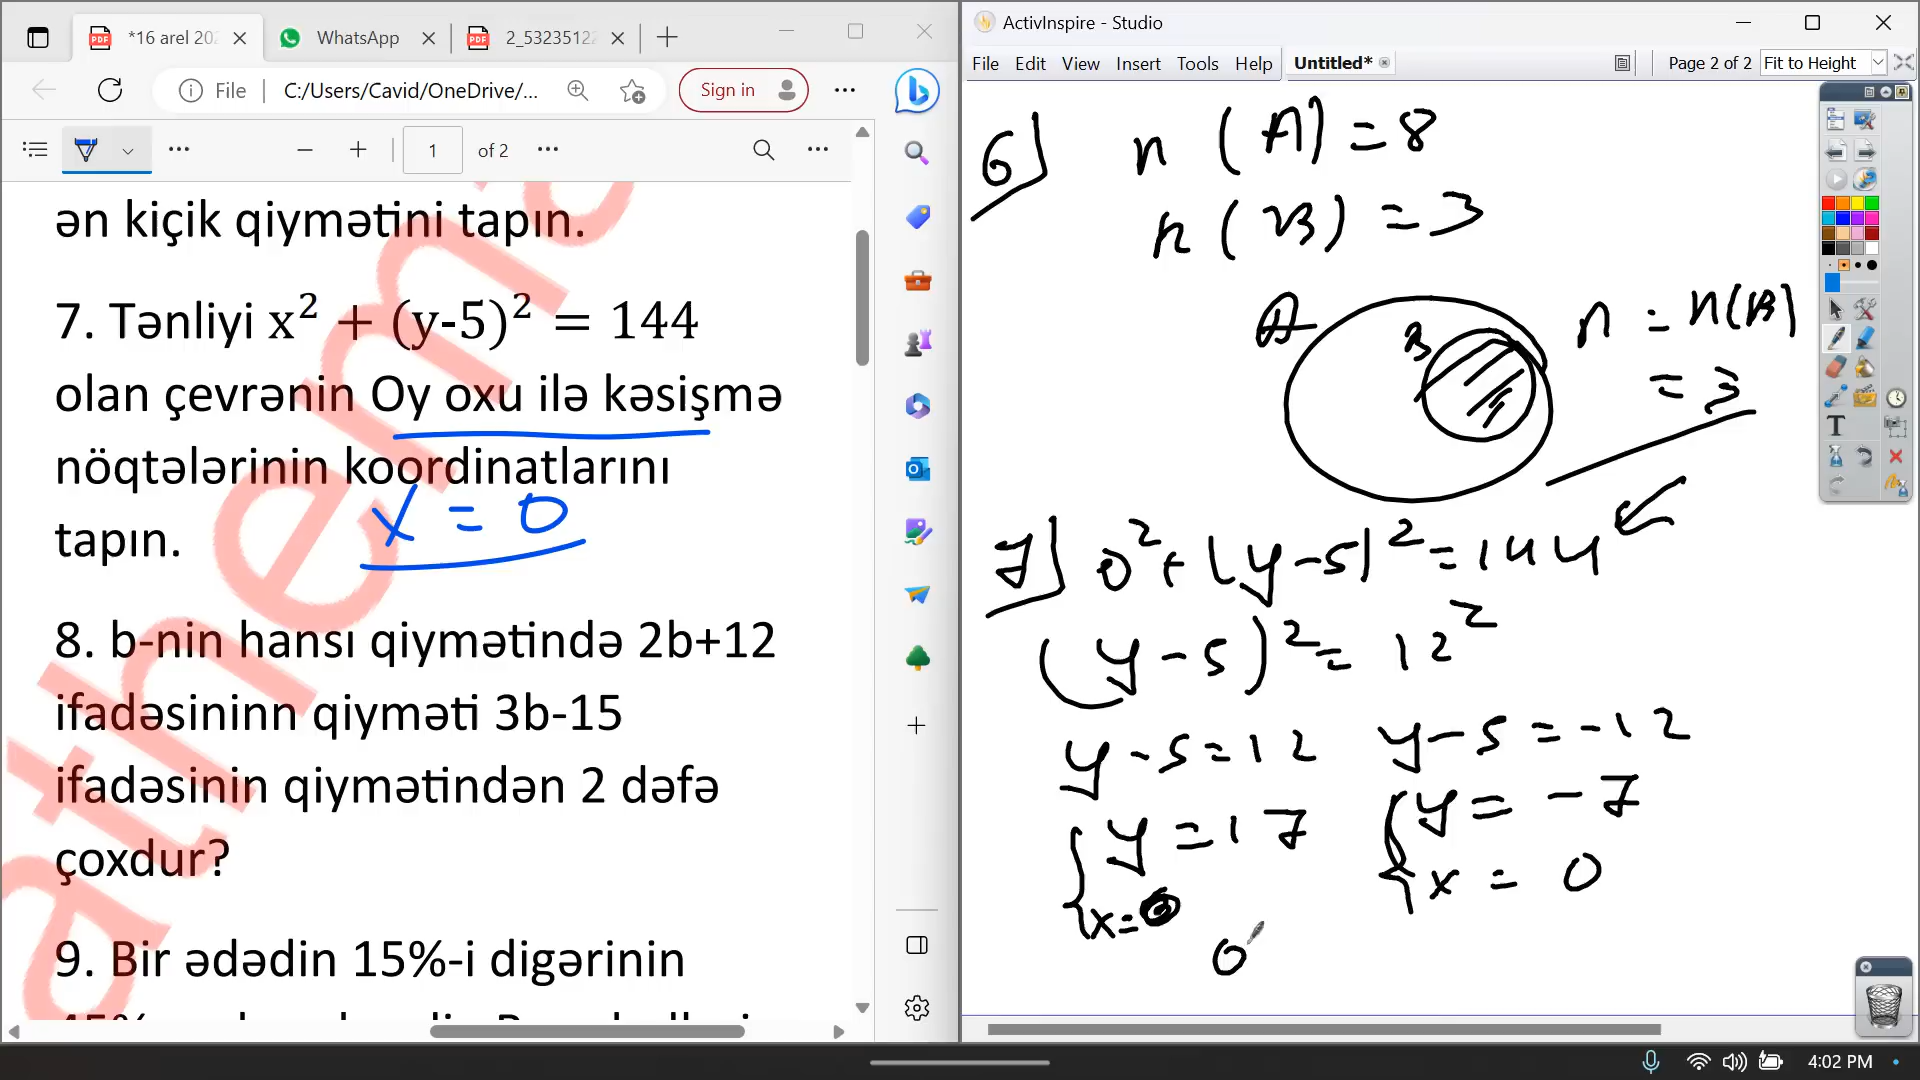 *16 arel 202
WhatsApp
2_53235122
File
C:/Users/Cavid/OneDrive/...
Sign in
1 of 2
ən kiçik qiymətini tapın.
7. Tənliyi x² + (y-5)² = 144
olan çevrənin Oy oxu ilə kəsişmə
nöqtələrinin koordinatlarını
tapın.
x = 0
8. b-nin hansı qiymətində 2b+12
ifadəsininn qiyməti 3b-15
ifadəsinin qiymətindən 2 dəfə
çoxdur?
9. Bir ədədin 15%-i digərinin
athema
ActivInspire - Studio
File Edit View Insert Tools Help Untitled* Page 2 of 2 Fit to Height
6] n (A) = 8
n (B) = 3
A B n = n(B)
= 3
7] 0² + (y-5)² = 144
(y - 5)² = 12²
y - 5 = 12 y - 5 = -12
{ y = 17 { y = -7
x = 0 x = 0
0
4:02 PM